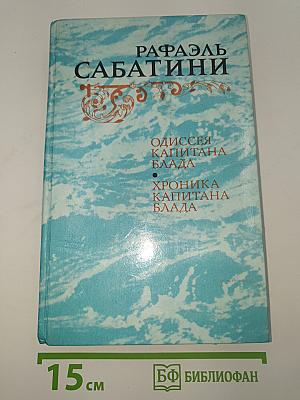 РАФАЭЛЬ
САБАТИНИ
ОДИССЕЯ
КАПИТАНА
БЛАДА
•
ХРОНИКА
КАПИТАНА
БЛАДА
15 см
БФ БИБЛИОФАН